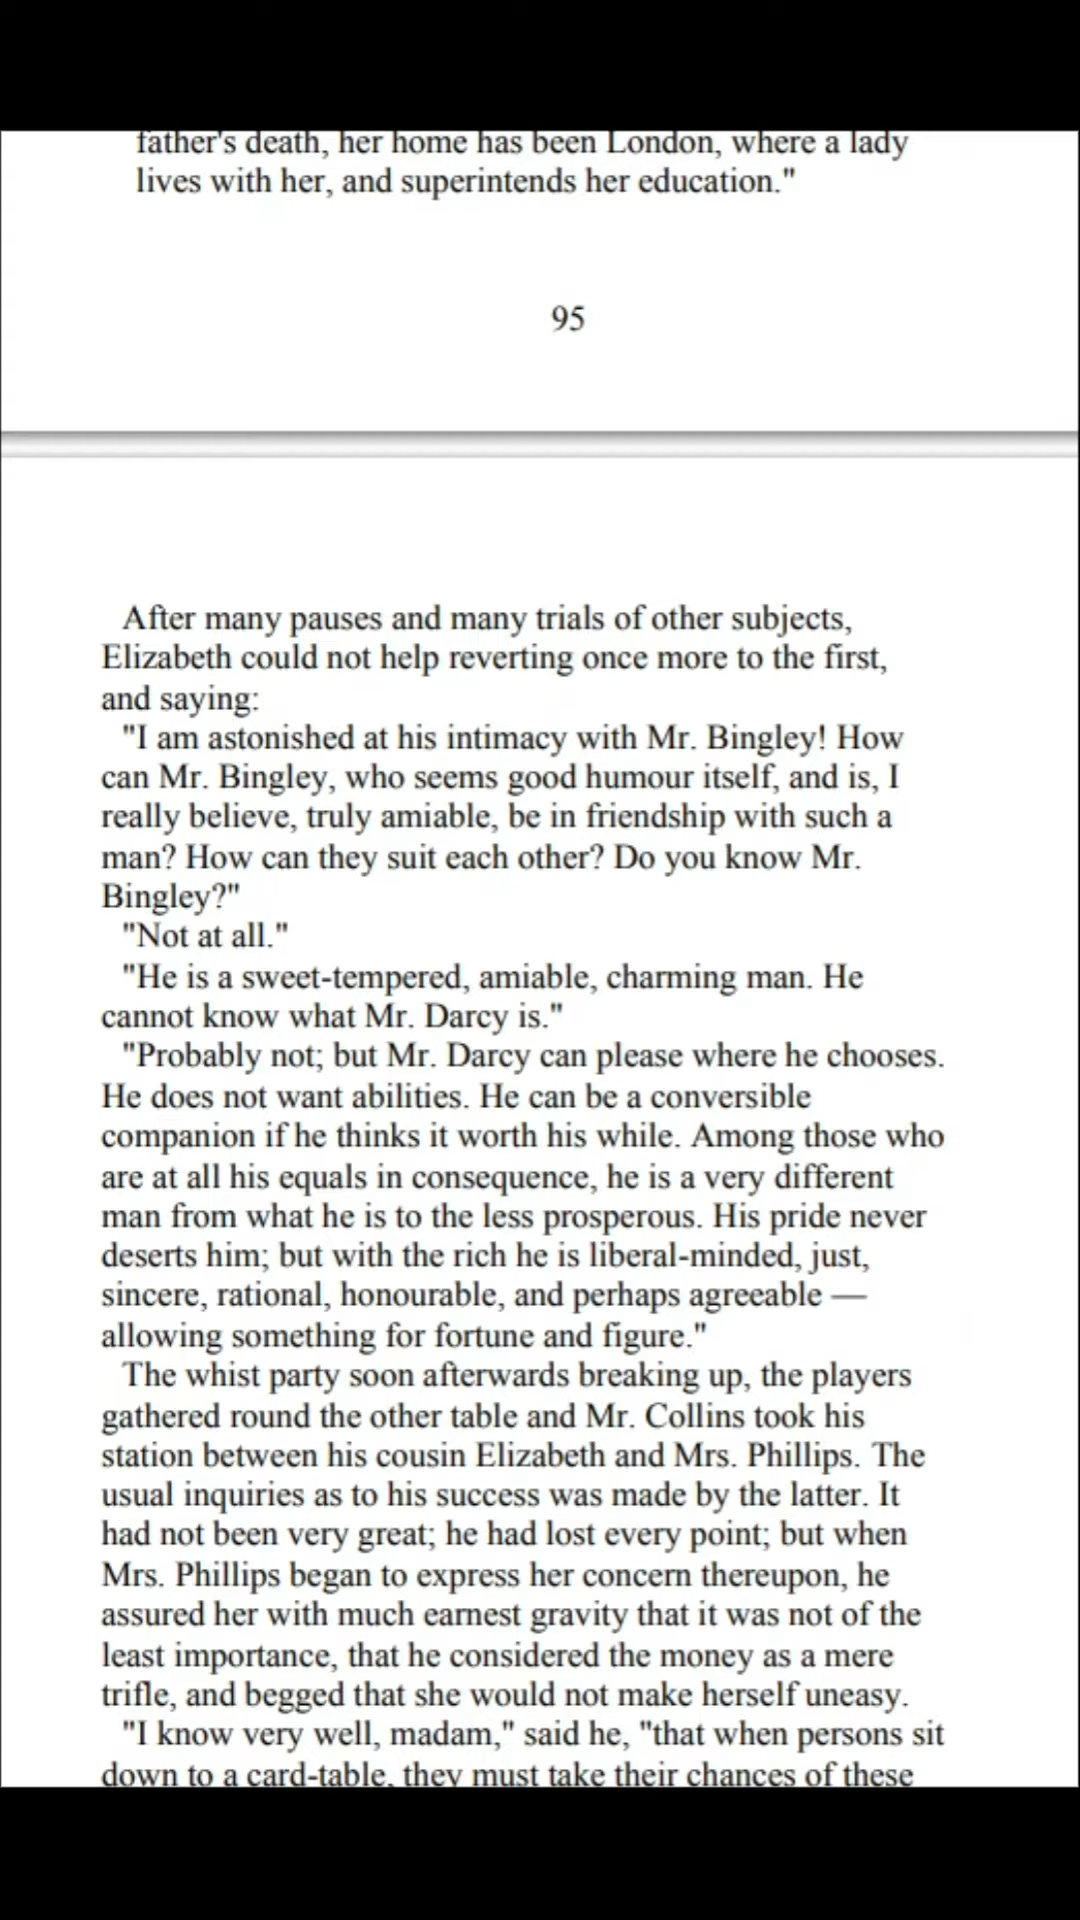 father's death, her home has been London, where a lady
lives with her, and superintends her education."
95
After many pauses and many trials of other subjects,
Elizabeth could not help reverting once more to the first,
and saying:
"I am astonished at his intimacy with Mr. Bingley! How
can Mr. Bingley, who seems good humour itself, and is, I
really believe, truly amiable, be in friendship with such a
man? How can they suit each other? Do you know Mr.
Bingley?"
"Not at all."
"He is a sweet-tempered, amiable, charming man. He
cannot know what Mr. Darcy is."
"Probably not; but Mr. Darcy can please where he chooses.
He does not want abilities. He can be a conversible
companion if he thinks it worth his while. Among those who
are at all his equals in consequence, he is a very different
man from what he is to the less prosperous. His pride never
deserts him; but with the rich he is liberal-minded, just,
sincere, rational, honourable, and perhaps agreeable —
allowing something for fortune and figure."
The whist party soon afterwards breaking up, the players
gathered round the other table and Mr. Collins took his
station between his cousin Elizabeth and Mrs. Phillips. The
usual inquiries as to his success was made by the latter. It
had not been very great; he had lost every point; but when
Mrs. Phillips began to express her concern thereupon, he
assured her with much earnest gravity that it was not of the
least importance, that he considered the money as a mere
trifle, and begged that she would not make herself uneasy.
"I know very well, madam," said he, "that when persons sit
down to a card-table, they must take their chances of these